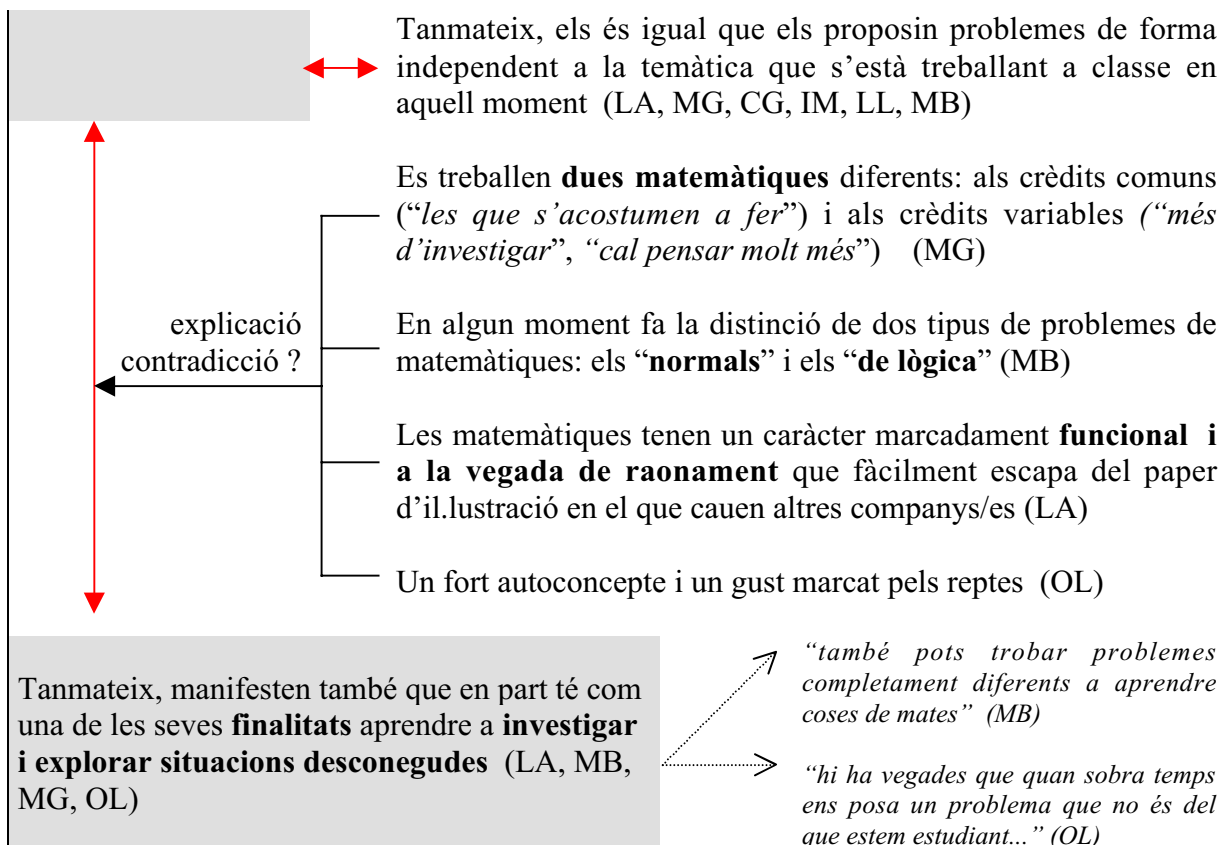 Tanmateix, els és igual que els proposin problemes de forma
independent a la temàtica que s’està treballant a classe en
aquell moment (LA, MG, CG, IM, LL, MB)
Es treballen dues matemàtiques diferents: als crèdits comuns
(“les que s’acostumen a fer”) i als crèdits variables (“més
d’investigar”, “cal pensar molt més”) (MG)
explicació
contradicció ?
En algun moment fa la distinció de dos tipus de problemes de
matemàtiques: els “normals” i els “de lògica” (MB)
Les matemàtiques tenen un caràcter marcadament funcional i
a la vegada de raonament que fàcilment escapa del paper
d’il.lustració en el que cauen altres companys/es (LA)
Un fort autoconcepte i un gust marcat pels reptes (OL)
Tanmateix, manifesten també que en part té com
una de les seves finalitats aprendre a investigar
i explorar situacions desconegudes (LA, MB,
MG, OL)
“també pots trobar problemes
completament diferents a aprendre
coses de mates” (MB)
“hi ha vegades que quan sobra temps
ens posa un problema que no és del
que estem estudiant...” (OL)